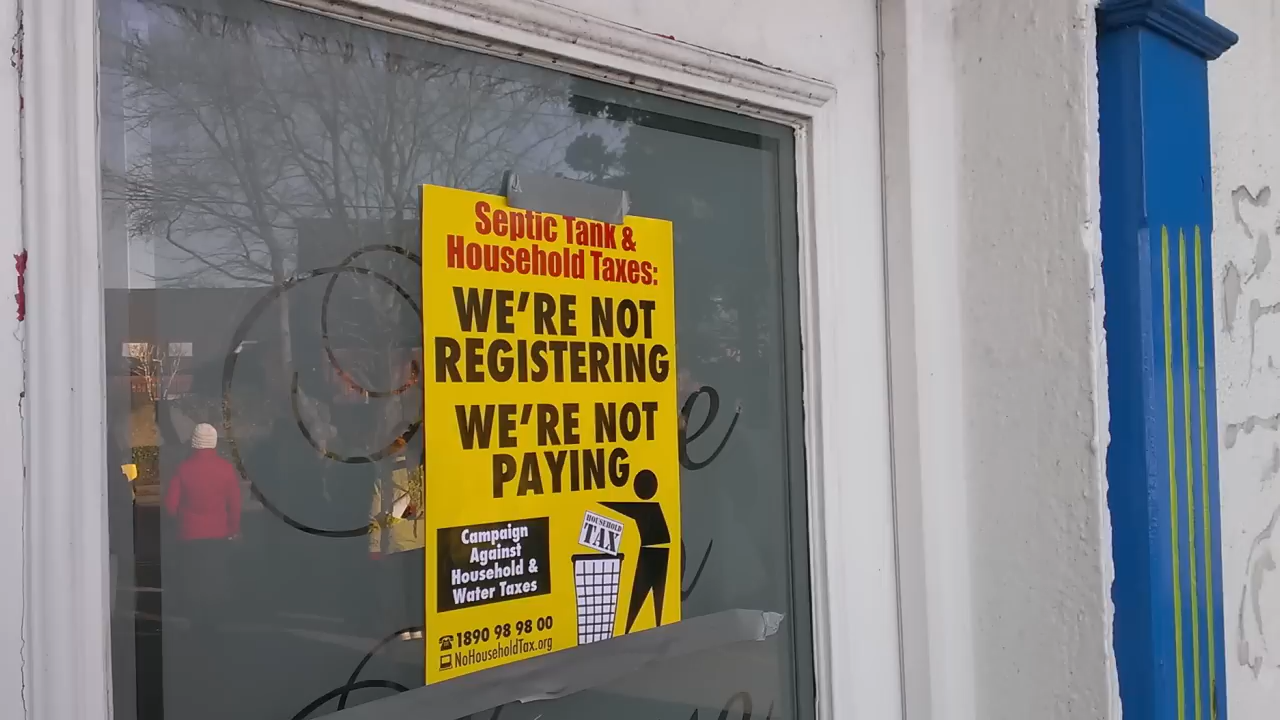 Septic Tank &
Household Taxes:
WE'RE NOT
REGISTERING
WE'RE NOT
PAYING
HOUSEHOLD
TAX
Campaign
Against
Household &
Water Taxes
1890 98 98 00
NoHouseholdTax.org